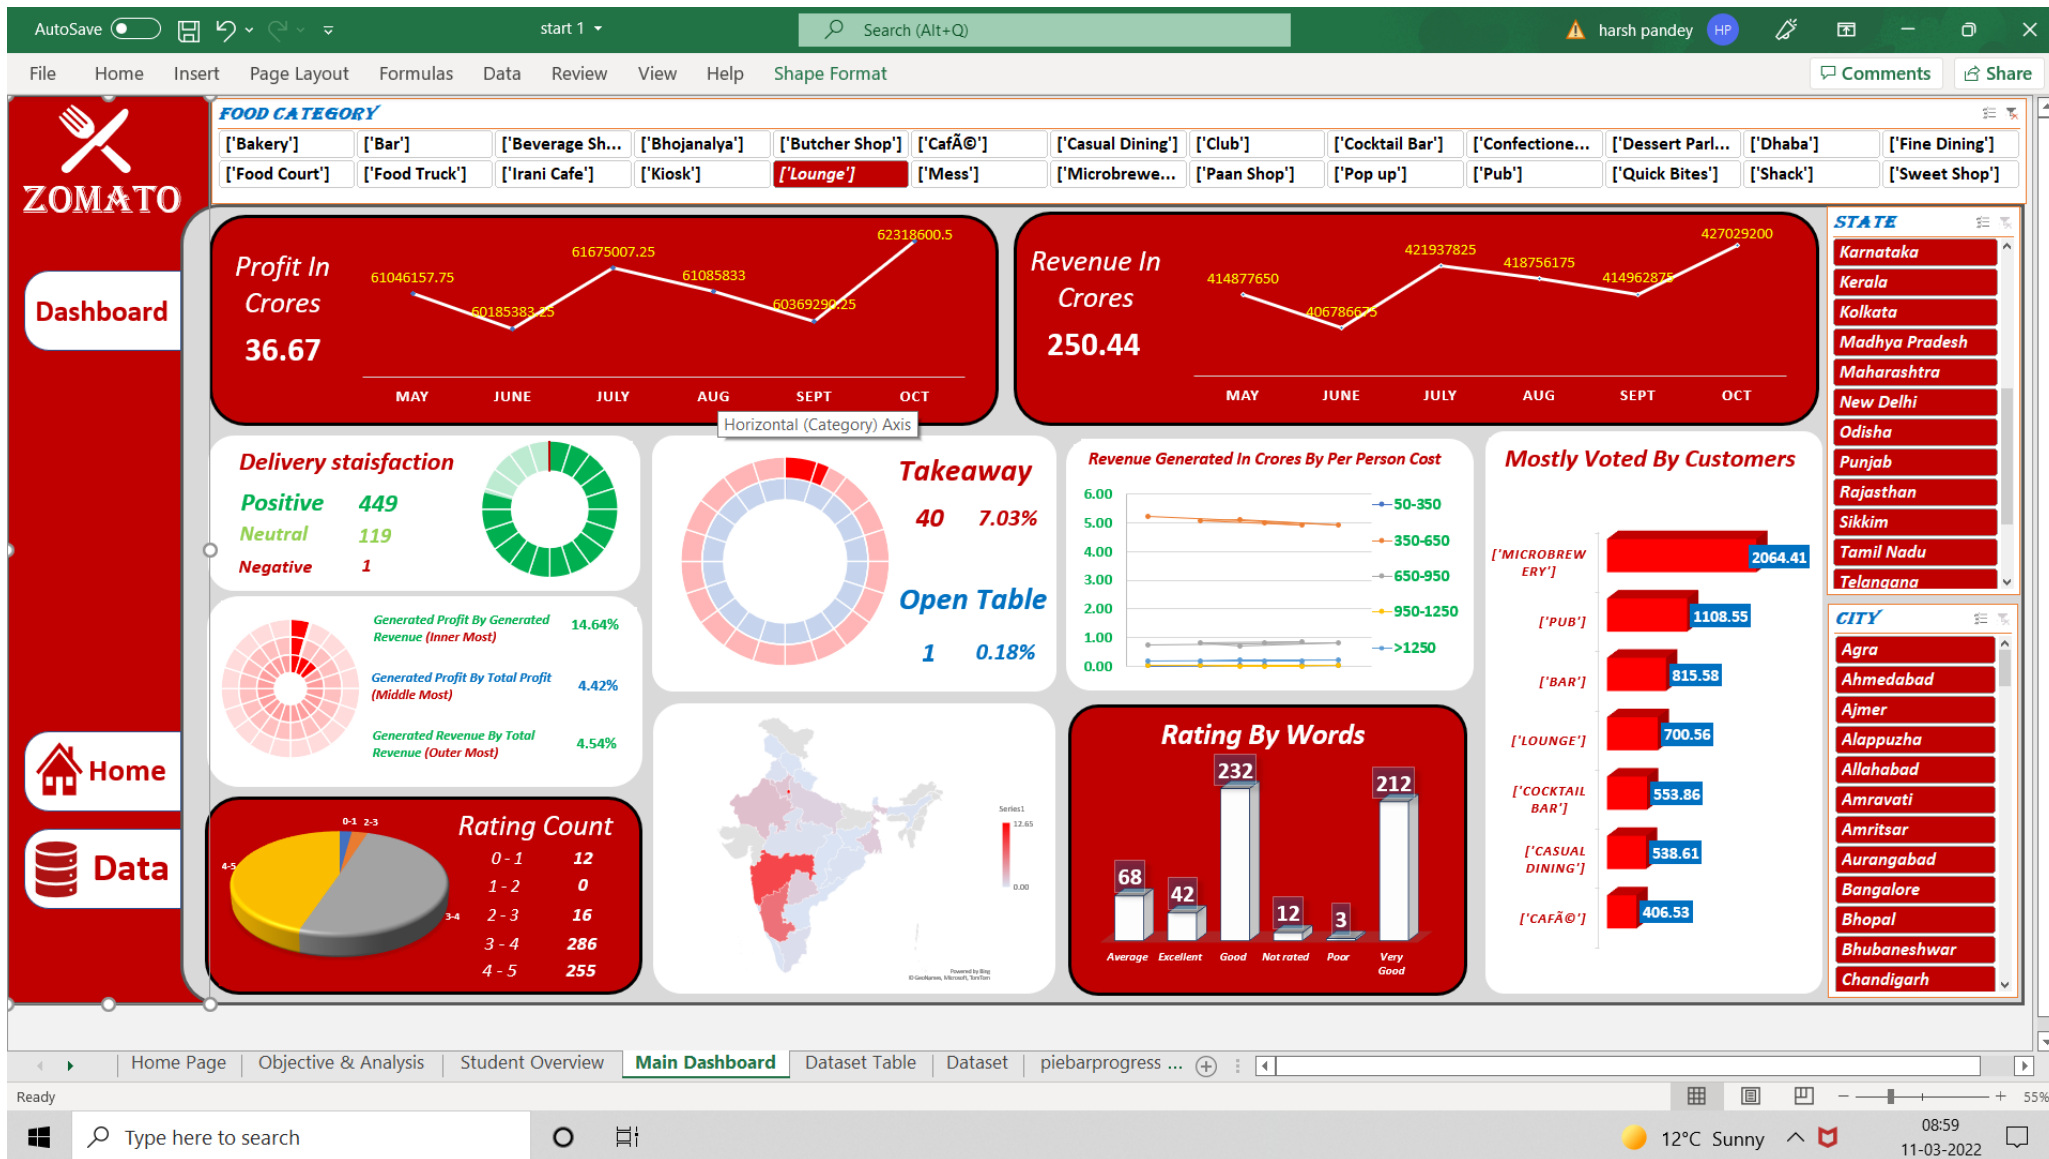 AutoSave
start 1
Search (Alt+Q)
harsh pandey
HP
File Home Insert Page Layout Formulas Data Review View Help Shape Format
Comments
Share
ZOMATO
Dashboard
Home
Data
FOOD CATEGORY
['Bakery'] ['Bar'] ['Beverage Sh... ['Bhojanalya'] ['Butcher Shop'] ['CafÃ©'] ['Casual Dining'] ['Club'] ['Cocktail Bar'] ['Confectione... ['Dessert Parl... ['Dhaba'] ['Fine Dining']
['Food Court'] ['Food Truck'] ['Irani Cafe'] ['Kiosk'] ['Lounge'] ['Mess'] ['Microbrewe... ['Paan Shop'] ['Pop up'] ['Pub'] ['Quick Bites'] ['Shack'] ['Sweet Shop']
Profit In
Crores
36.67
61046157.75
60185383.25
61675007.25
61085833
60369290.25
62318600.5
MAY JUNE JULY AUG SEPT OCT
Horizontal (Category) Axis
Revenue In
Crores
250.44
414877650
406786675
421937825
418756175
414962875
427029200
MAY JUNE JULY AUG SEPT OCT
STATE
Karnataka
Kerala
Kolkata
Madhya Pradesh
Maharashtra
New Delhi
Odisha
Punjab
Rajasthan
Sikkim
Tamil Nadu
Telangana
CITY
Agra
Ahmedabad
Ajmer
Alappuzha
Allahabad
Amravati
Amritsar
Aurangabad
Bangalore
Bhopal
Bhubaneshwar
Chandigarh
Delivery staisfaction
Positive 449
Neutral 119
Negative 1
Takeaway
40 7.03%
Open Table
1 0.18%
Revenue Generated In Crores By Per Person Cost
6.00
5.00
4.00
3.00
2.00
1.00
0.00
50-350
350-650
650-950
950-1250
>1250
Mostly Voted By Customers
['MICROBREW
ERY']
2064.41
['PUB'] 1108.55
['BAR'] 815.58
['LOUNGE'] 700.56
['COCKTAIL
BAR']
553.86
['CASUAL
DINING']
538.61
['CAFÃ©'] 406.53
Generated Profit By Generated
Revenue (Inner Most)
14.64%
Generated Profit By Total Profit
(Middle Most)
4.42%
Generated Revenue By Total
Revenue (Outer Most)
4.54%
Series1
12.65
0.00
Powered by Bing
© GeoNames, Microsoft, TomTom
Rating By Words
68
42
232
12
3
212
Average Excellent Good Not rated Poor Very
Good
0-1 2-3
4-5
3-4
Rating Count
0 - 1 12
1 - 2 0
2 - 3 16
3 - 4 286
4 - 5 255
Home Page Objective & Analysis Student Overview Main Dashboard Dataset Table Dataset piebarprogress ...
Ready
55%
Type here to search
12°C Sunny
08:59
11-03-2022